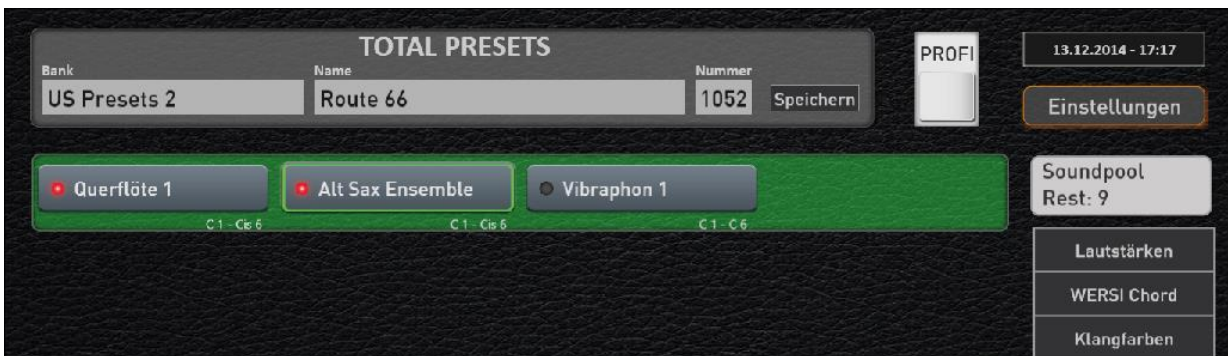 TOTAL PRESETS
Bank Name Nummer
US Presets 2 Route 66 1052 Speichern
PROFI
13.12.2014 - 17:17
Einstellungen
Querflöte 1 Alt Sax Ensemble Vibraphon 1
C 1 - Cis 6 C 1 - Cis 6 C 1 - C 6
Soundpool
Rest: 9
Lautstärken
WERSI Chord
Klangfarben